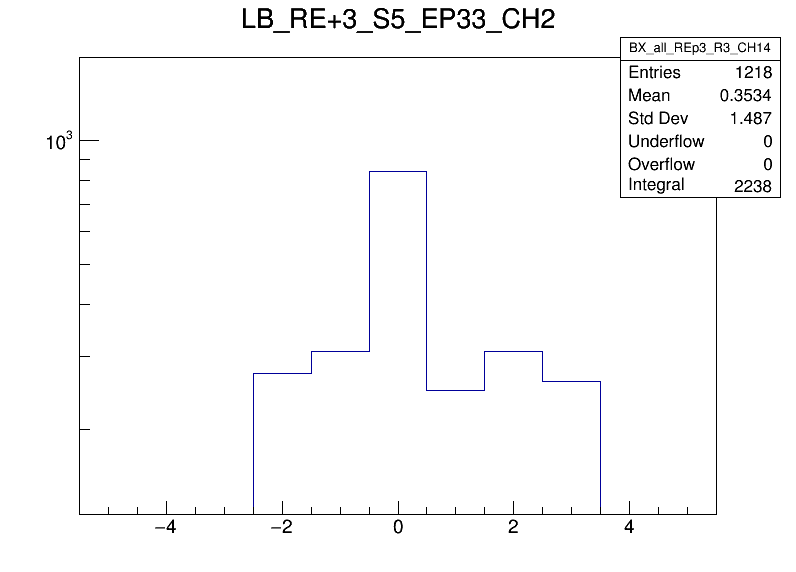 LB_RE+3_S5_EP33_CH2
BX_all_REp3_R3_CH14
Entries 1218
Mean 0.3534
Std Dev 1.487
Underflow 0
Overflow 0
Integral 2238
10³
−4 −2 0 2 4